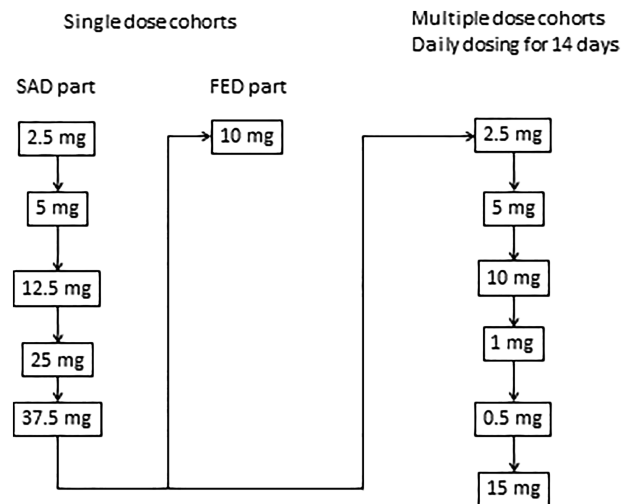 Single dose cohorts
Multiple dose cohorts
Daily dosing for 14 days
SAD part
FED part
2.5 mg
5 mg
12.5 mg
25 mg
37.5 mg
10 mg
2.5 mg
5 mg
10 mg
1 mg
0.5 mg
15 mg